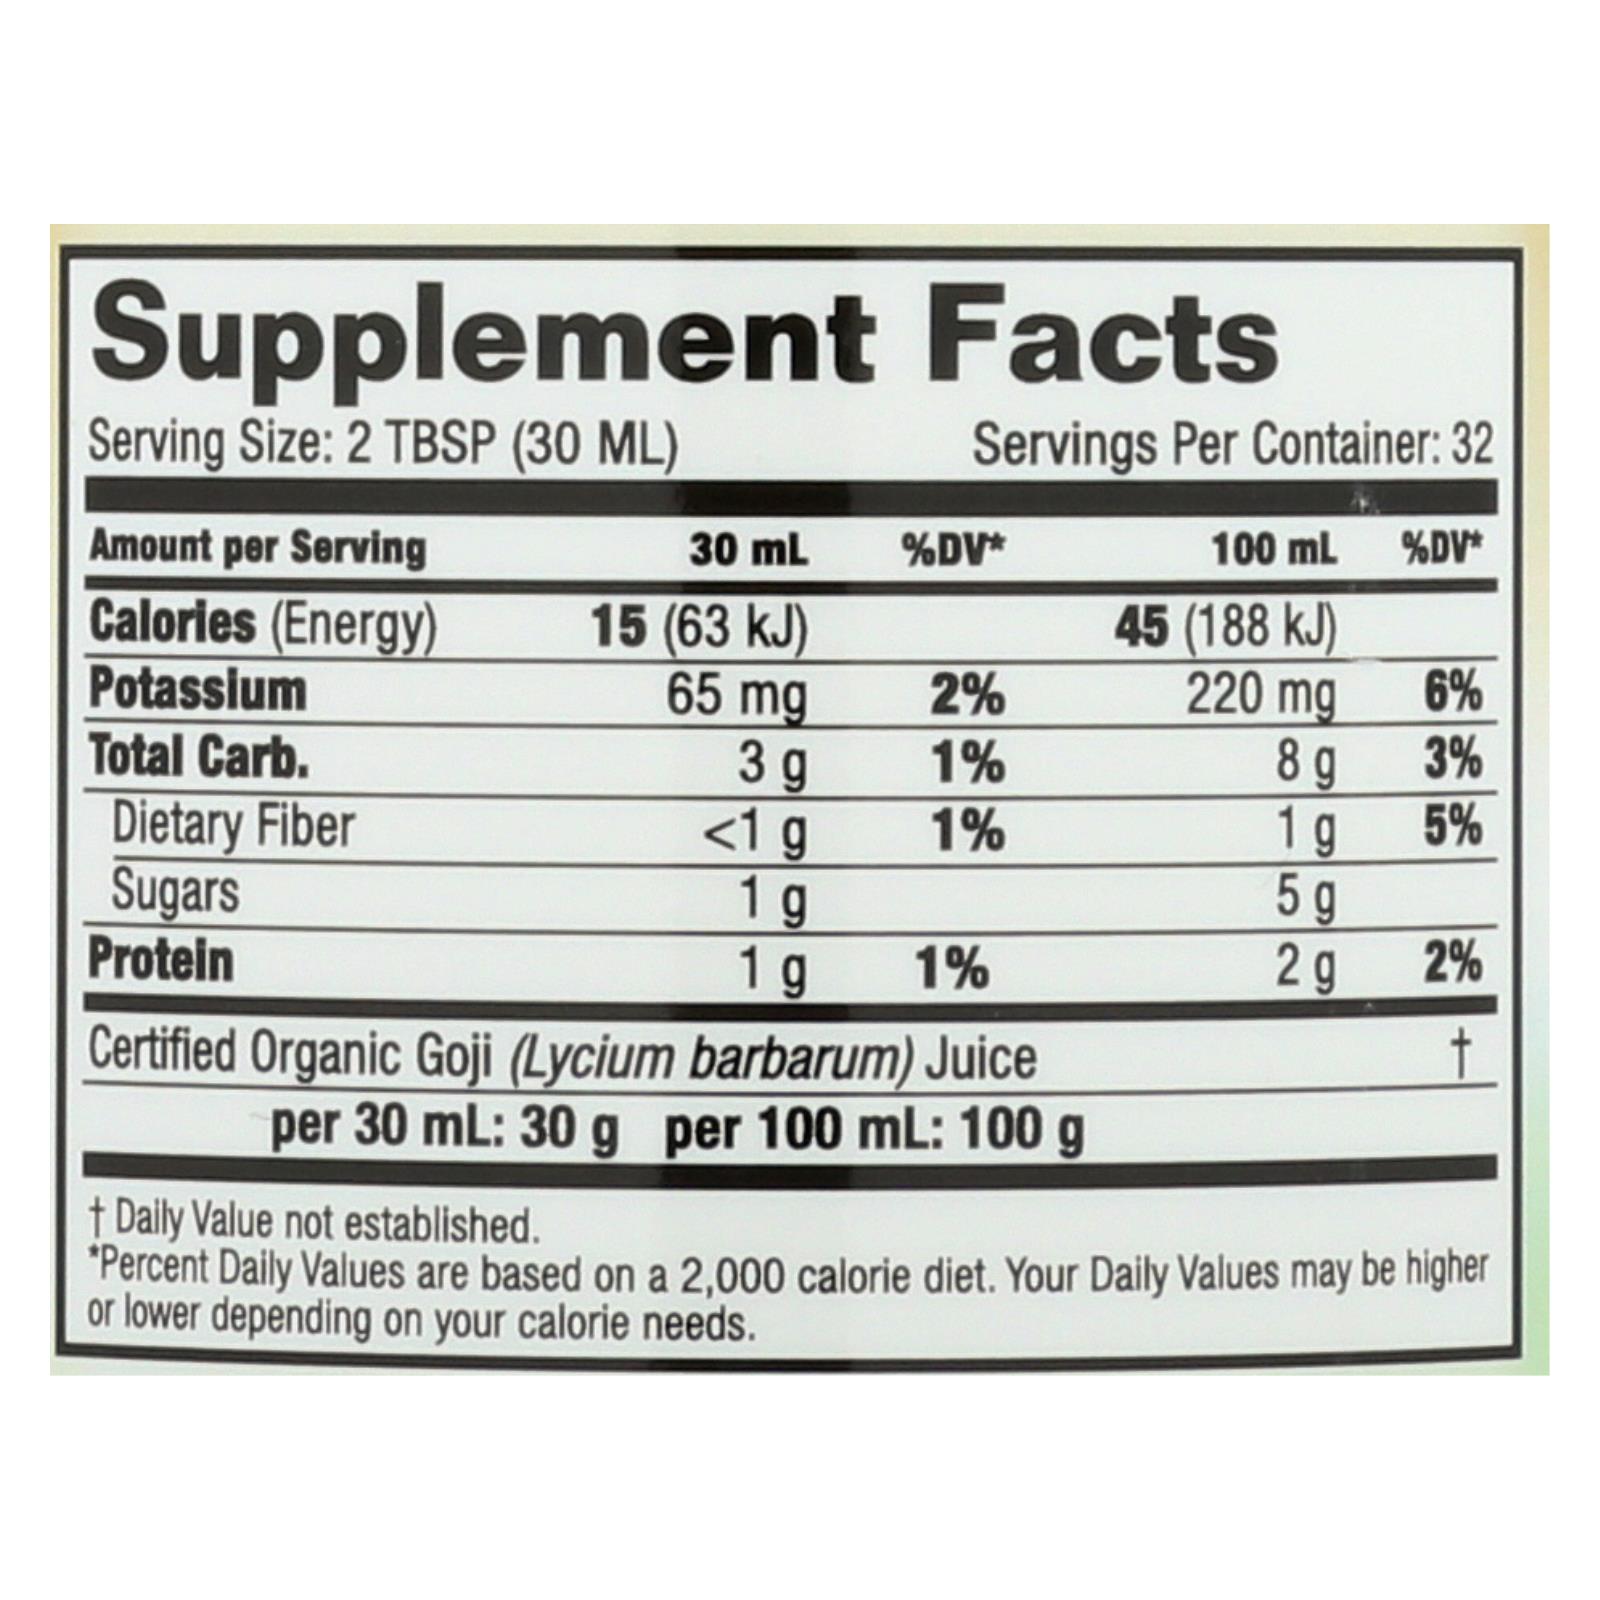 Supplement Facts
Serving Size: 2 TBSP (30 ML) Servings Per Container: 32
Amount per Serving 30 mL %DV* 100 mL %DV*
Calories (Energy) 15 (63 kJ) 45 (188 kJ)
Potassium 65 mg 2% 220 mg 6%
Total Carb. 3 g 1% 8 g 3%
Dietary Fiber <1 g 1% 1 g 5%
Sugars 1 g 5 g
Protein 1 g 1% 2 g 2%
Certified Organic Goji (Lycium barbarum) Juice †
per 30 mL: 30 g per 100 mL: 100 g
† Daily Value not established.
*Percent Daily Values are based on a 2,000 calorie diet. Your Daily Values may be higher
or lower depending on your calorie needs.